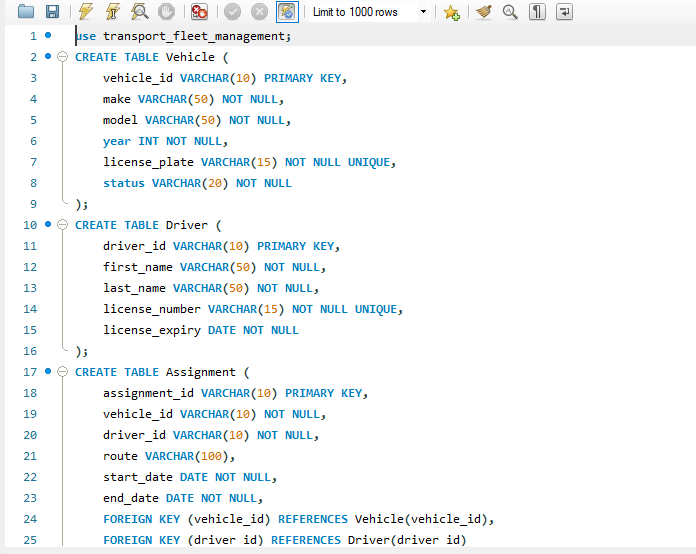 Limit to 1000 rows
1 use transport_fleet_management;
2 CREATE TABLE Vehicle (
3 vehicle_id VARCHAR(10) PRIMARY KEY,
4 make VARCHAR(50) NOT NULL,
5 model VARCHAR(50) NOT NULL,
6 year INT NOT NULL,
7 license_plate VARCHAR(15) NOT NULL UNIQUE,
8 status VARCHAR(20) NOT NULL
9 );
10 CREATE TABLE Driver (
11 driver_id VARCHAR(10) PRIMARY KEY,
12 first_name VARCHAR(50) NOT NULL,
13 last_name VARCHAR(50) NOT NULL,
14 license_number VARCHAR(15) NOT NULL UNIQUE,
15 license_expiry DATE NOT NULL
16 );
17 CREATE TABLE Assignment (
18 assignment_id VARCHAR(10) PRIMARY KEY,
19 vehicle_id VARCHAR(10) NOT NULL,
20 driver_id VARCHAR(10) NOT NULL,
21 route VARCHAR(100),
22 start_date DATE NOT NULL,
23 end_date DATE NOT NULL,
24 FOREIGN KEY (vehicle_id) REFERENCES Vehicle(vehicle_id),
25 FOREIGN KEY (driver_id) REFERENCES Driver(driver_id)